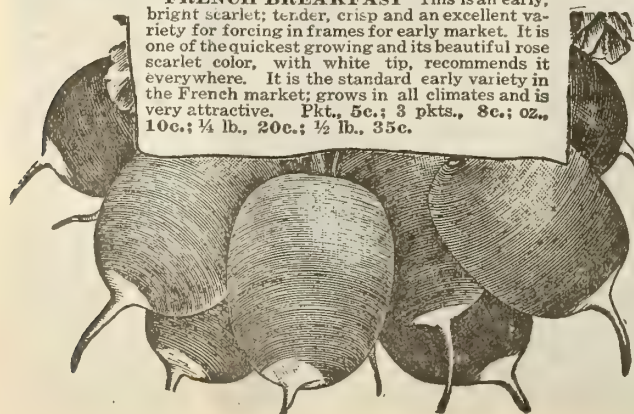 FRENCH BREAKFAST This is an early,
bright scarlet; tender, crisp and an excellent va-
riety for forcing in frames for early market. It is
one of the quickest growing and its beautiful rose
scarlet color, with white tip, recommends it
everywhere. It is the standard early variety in
the French market; grows in all climates and is
very attractive. Pkt., 5c.; 3 pkts., 8c.; oz.,
10c.; ¼ lb., 20c.; ½ lb., 35c.